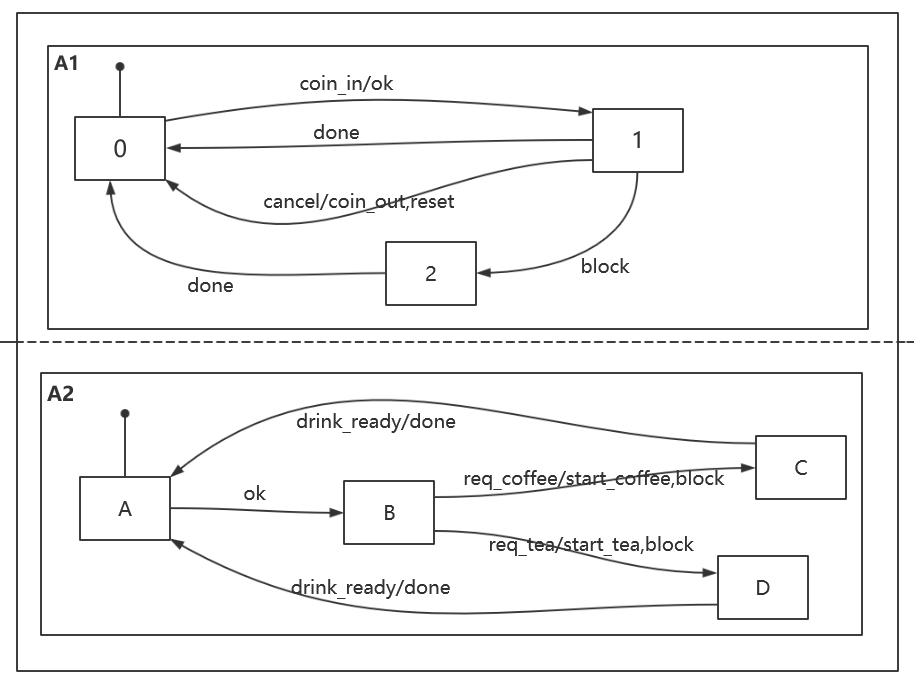 A1
coin_in/ok
0
done
1
cancel/coin_out,reset
2
block
done
A2
drink_ready/done
req_coffee/start_coffee,block
C
ok
A
B
req_tea/start_tea,block
drink_ready/done
D